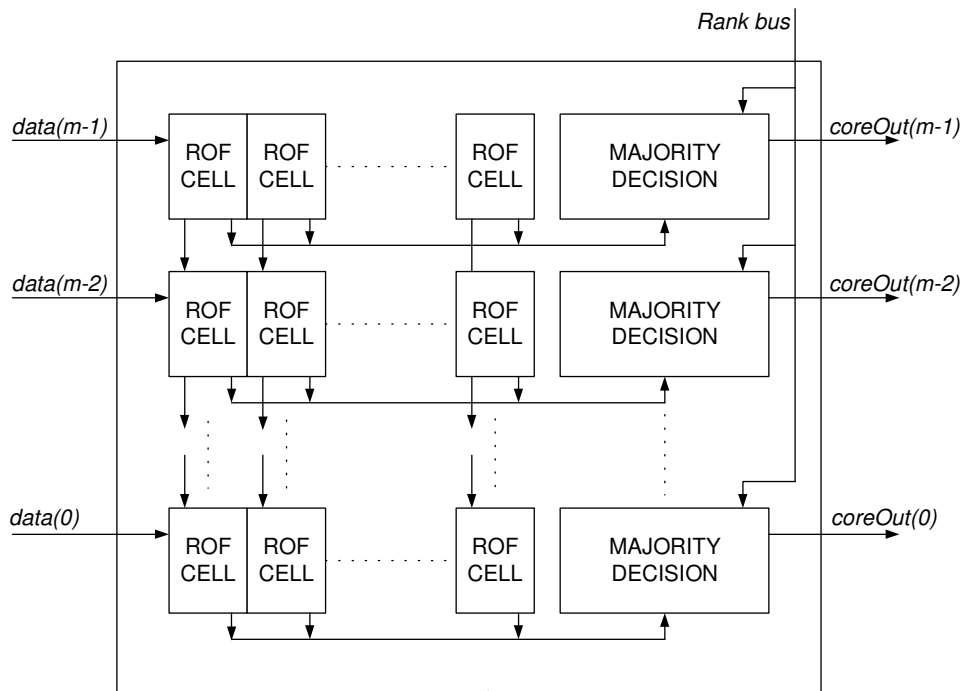 Rank bus
data(m-1)
ROF CELL
ROF CELL
ROF CELL
MAJORITY DECISION
coreOut(m-1)
data(m-2)
ROF CELL
ROF CELL
ROF CELL
MAJORITY DECISION
coreOut(m-2)
data(0)
ROF CELL
ROF CELL
ROF CELL
MAJORITY DECISION
coreOut(0)